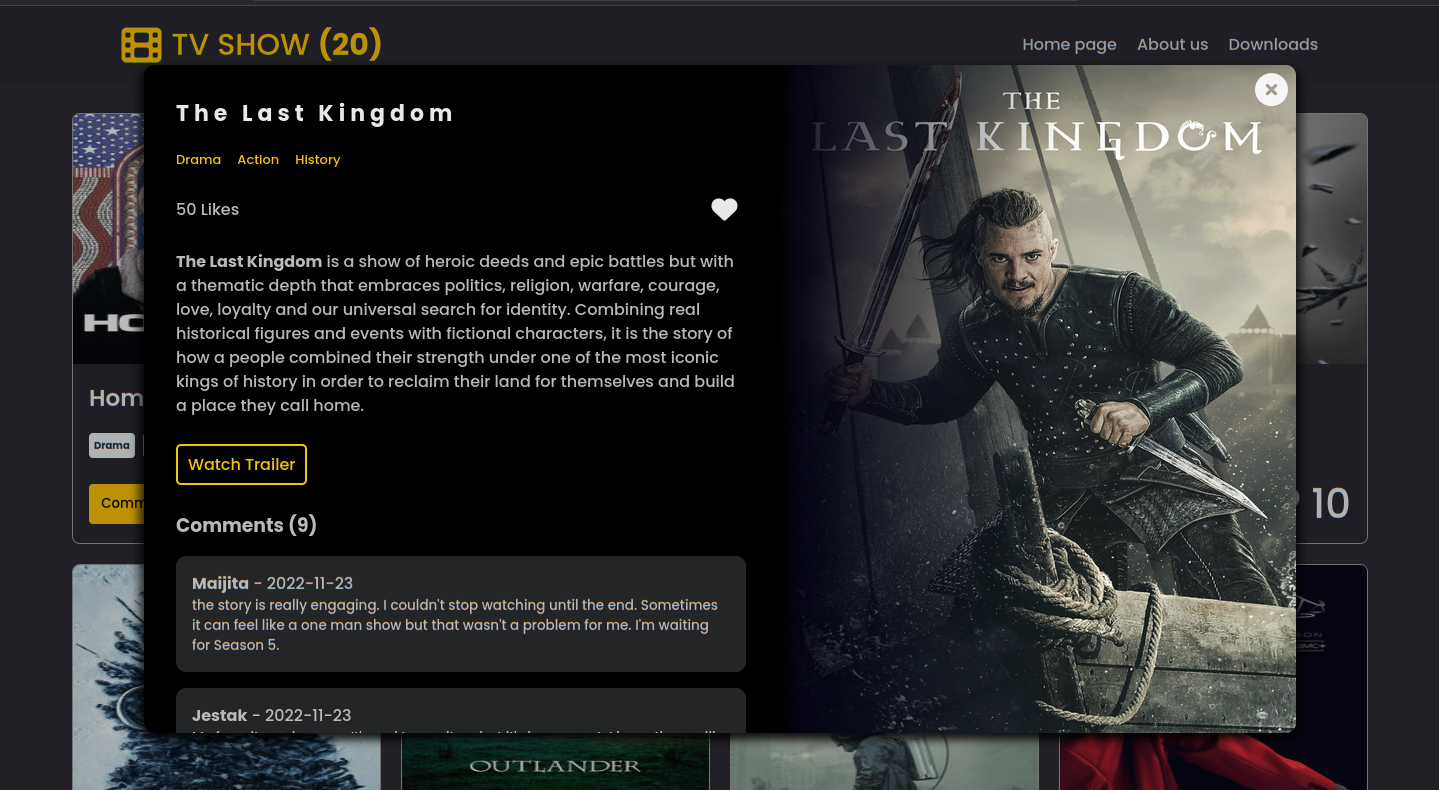 TV SHOW (20)
Home page
About us
Downloads
The Last Kingdom
Drama Action History
50 Likes
The Last Kingdom is a show of heroic deeds and epic battles but with
a thematic depth that embraces politics, religion, warfare, courage,
love, loyalty and our universal search for identity. Combining real
historical figures and events with fictional characters, it is the story of
how a people combined their strength under one of the most iconic
kings of history in order to reclaim their land for themselves and build
a place they call home.
Watch Trailer
Comments (9)
Maijita - 2022-11-23
the story is really engaging. I couldn't stop watching until the end. Sometimes
it can feel like a one man show but that wasn't a problem for me. I'm waiting
for Season 5.
Jestak - 2022-11-23
THE
LAST KINGDOM
HO
Hom
Drama
Comm
10
OUTLANDER